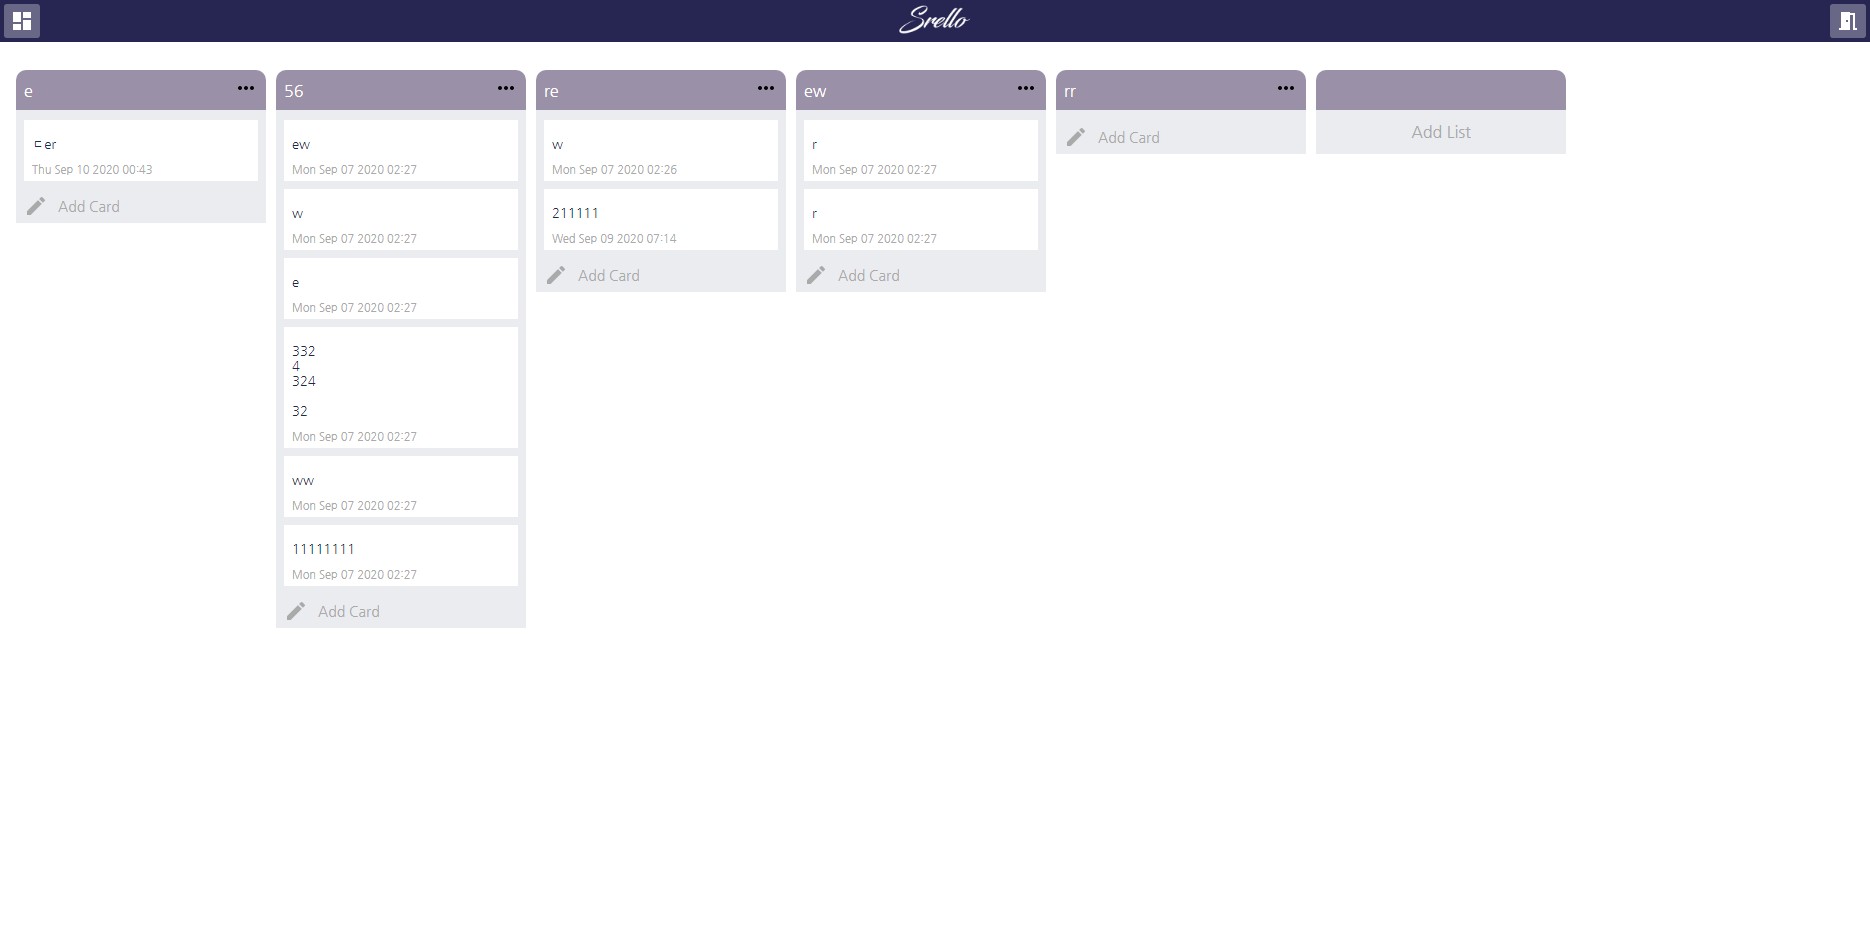 Srello
e
ㅁer
Thu Sep 10 2020 00:43
Add Card
56
ew
Mon Sep 07 2020 02:27
w
Mon Sep 07 2020 02:27
e
Mon Sep 07 2020 02:27
332
4
324
32
Mon Sep 07 2020 02:27
ww
Mon Sep 07 2020 02:27
11111111
Mon Sep 07 2020 02:27
Add Card
re
w
Mon Sep 07 2020 02:26
211111
Wed Sep 09 2020 07:14
Add Card
ew
r
Mon Sep 07 2020 02:27
r
Mon Sep 07 2020 02:27
Add Card
rr
Add Card
Add List